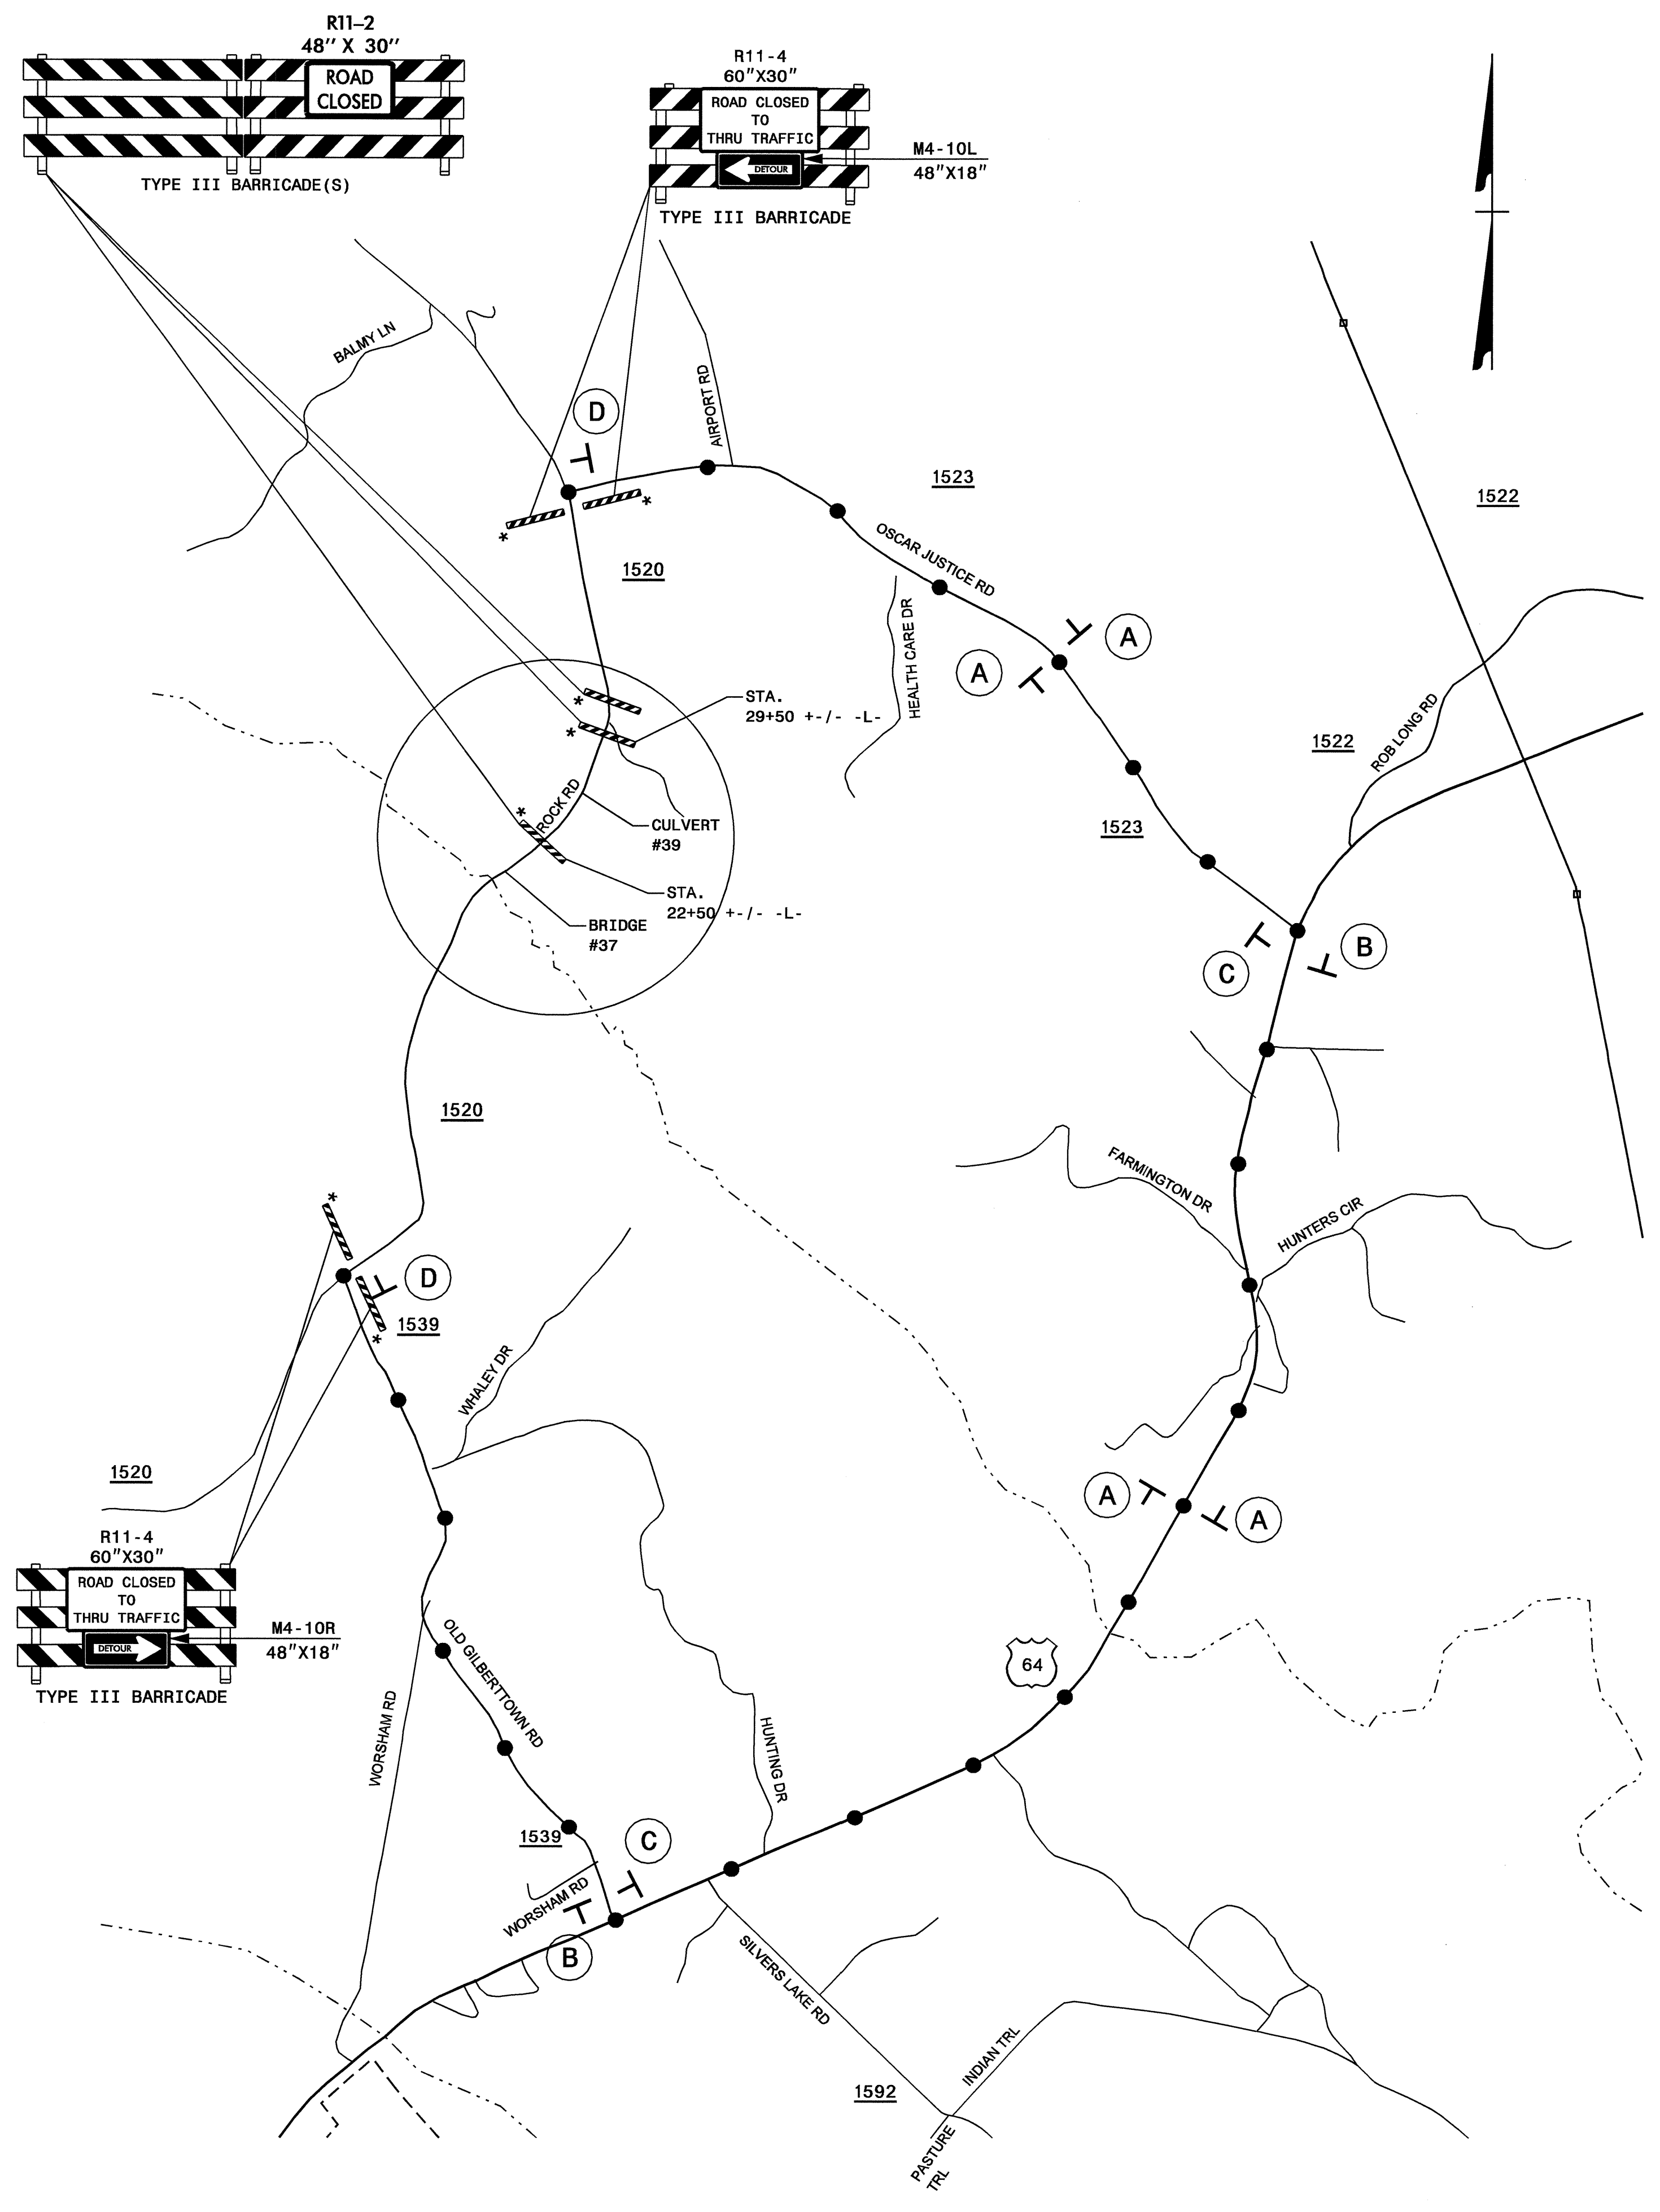 R11–2
48" X 30"
ROAD
CLOSED
TYPE III BARRICADE(S)
R11-4
60"X30"
ROAD CLOSED
TO
THRU TRAFFIC
DETOUR
M4-10L
48"X18"
TYPE III BARRICADE
BALMY LN
D
AIRPORT RD
1523
1522
OSCAR JUSTICE RD
1520
HEALTH CARE DR
A
A
STA.
29+50 +-/- -L-
ROB LONG RD
1522
ROCK RD
CULVERT
#39
1523
STA.
22+50 +-/- -L-
BRIDGE
#37
C
B
1520
FARMINGTON DR
HUNTERS CIR
D
1539
WHALEY DR
1520
A
A
R11-4
60"X30"
ROAD CLOSED
TO
THRU TRAFFIC
DETOUR
M4-10R
48"X18"
TYPE III BARRICADE
OLD GILBERTTOWN RD
64
WORSHAM RD
HUNTING DR
1539
C
WORSHAM RD
B
SILVERS LAKE RD
INDIAN TRL
1592
PASTURE
TRL